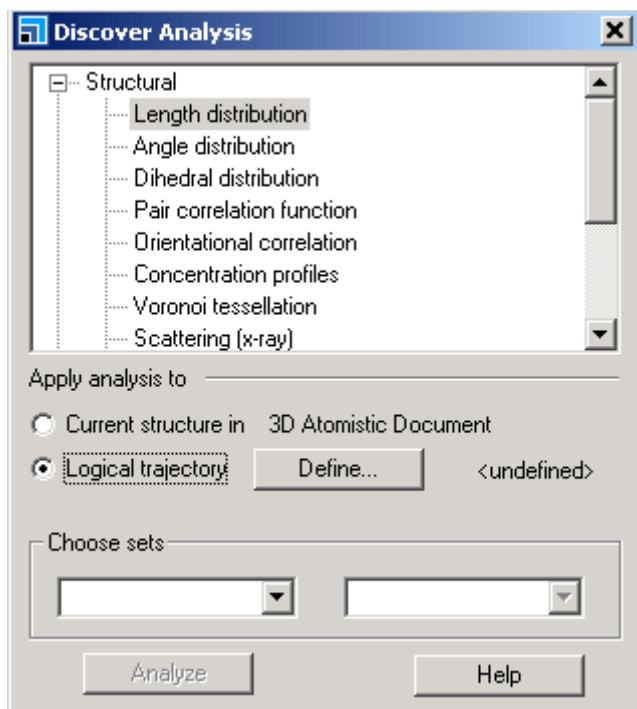 Discover Analysis
Structural
Length distribution
Angle distribution
Dihedral distribution
Pair correlation function
Orientational correlation
Concentration profiles
Voronoi tessellation
Scattering (x-ray)
Apply analysis to
Current structure in 3D Atomistic Document
Logical trajectory Define... <undefined>
Choose sets
Analyze Help